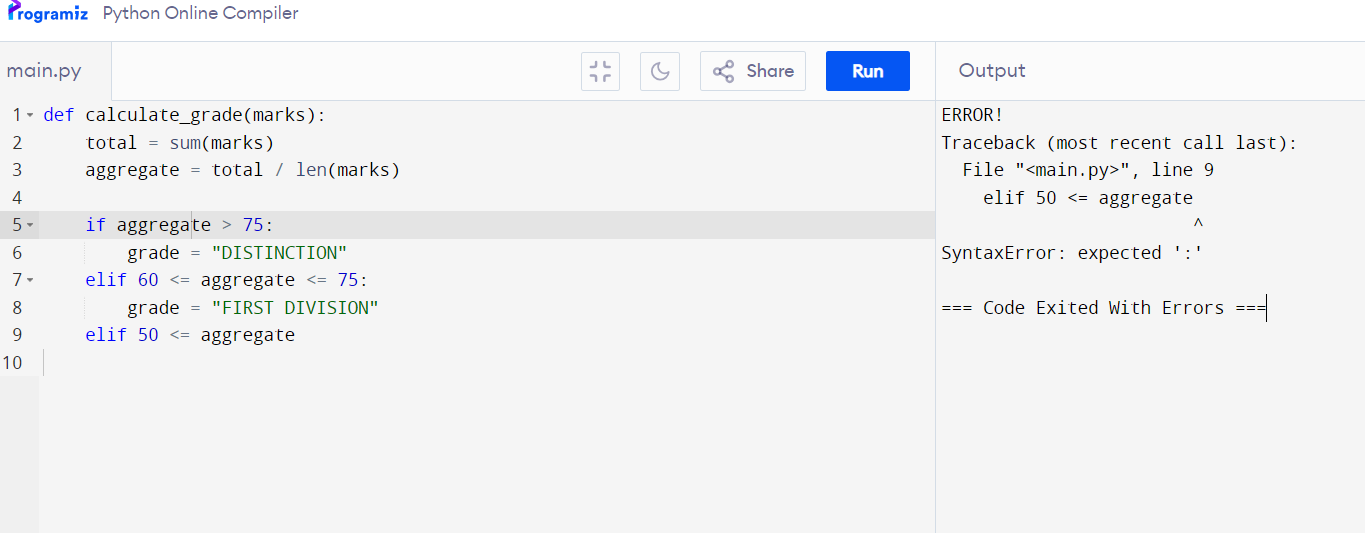 Programiz Python Online Compiler
main.py
Share
Run
Output
1 def calculate_grade(marks):
2     total = sum(marks)
3     aggregate = total / len(marks)
4
5     if aggregate > 75:
6         grade = "DISTINCTION"
7     elif 60 <= aggregate <= 75:
8         grade = "FIRST DIVISION"
9     elif 50 <= aggregate
10
ERROR!
Traceback (most recent call last):
  File "<main.py>", line 9
    elif 50 <= aggregate
                        ^
SyntaxError: expected ':'
=== Code Exited With Errors ===